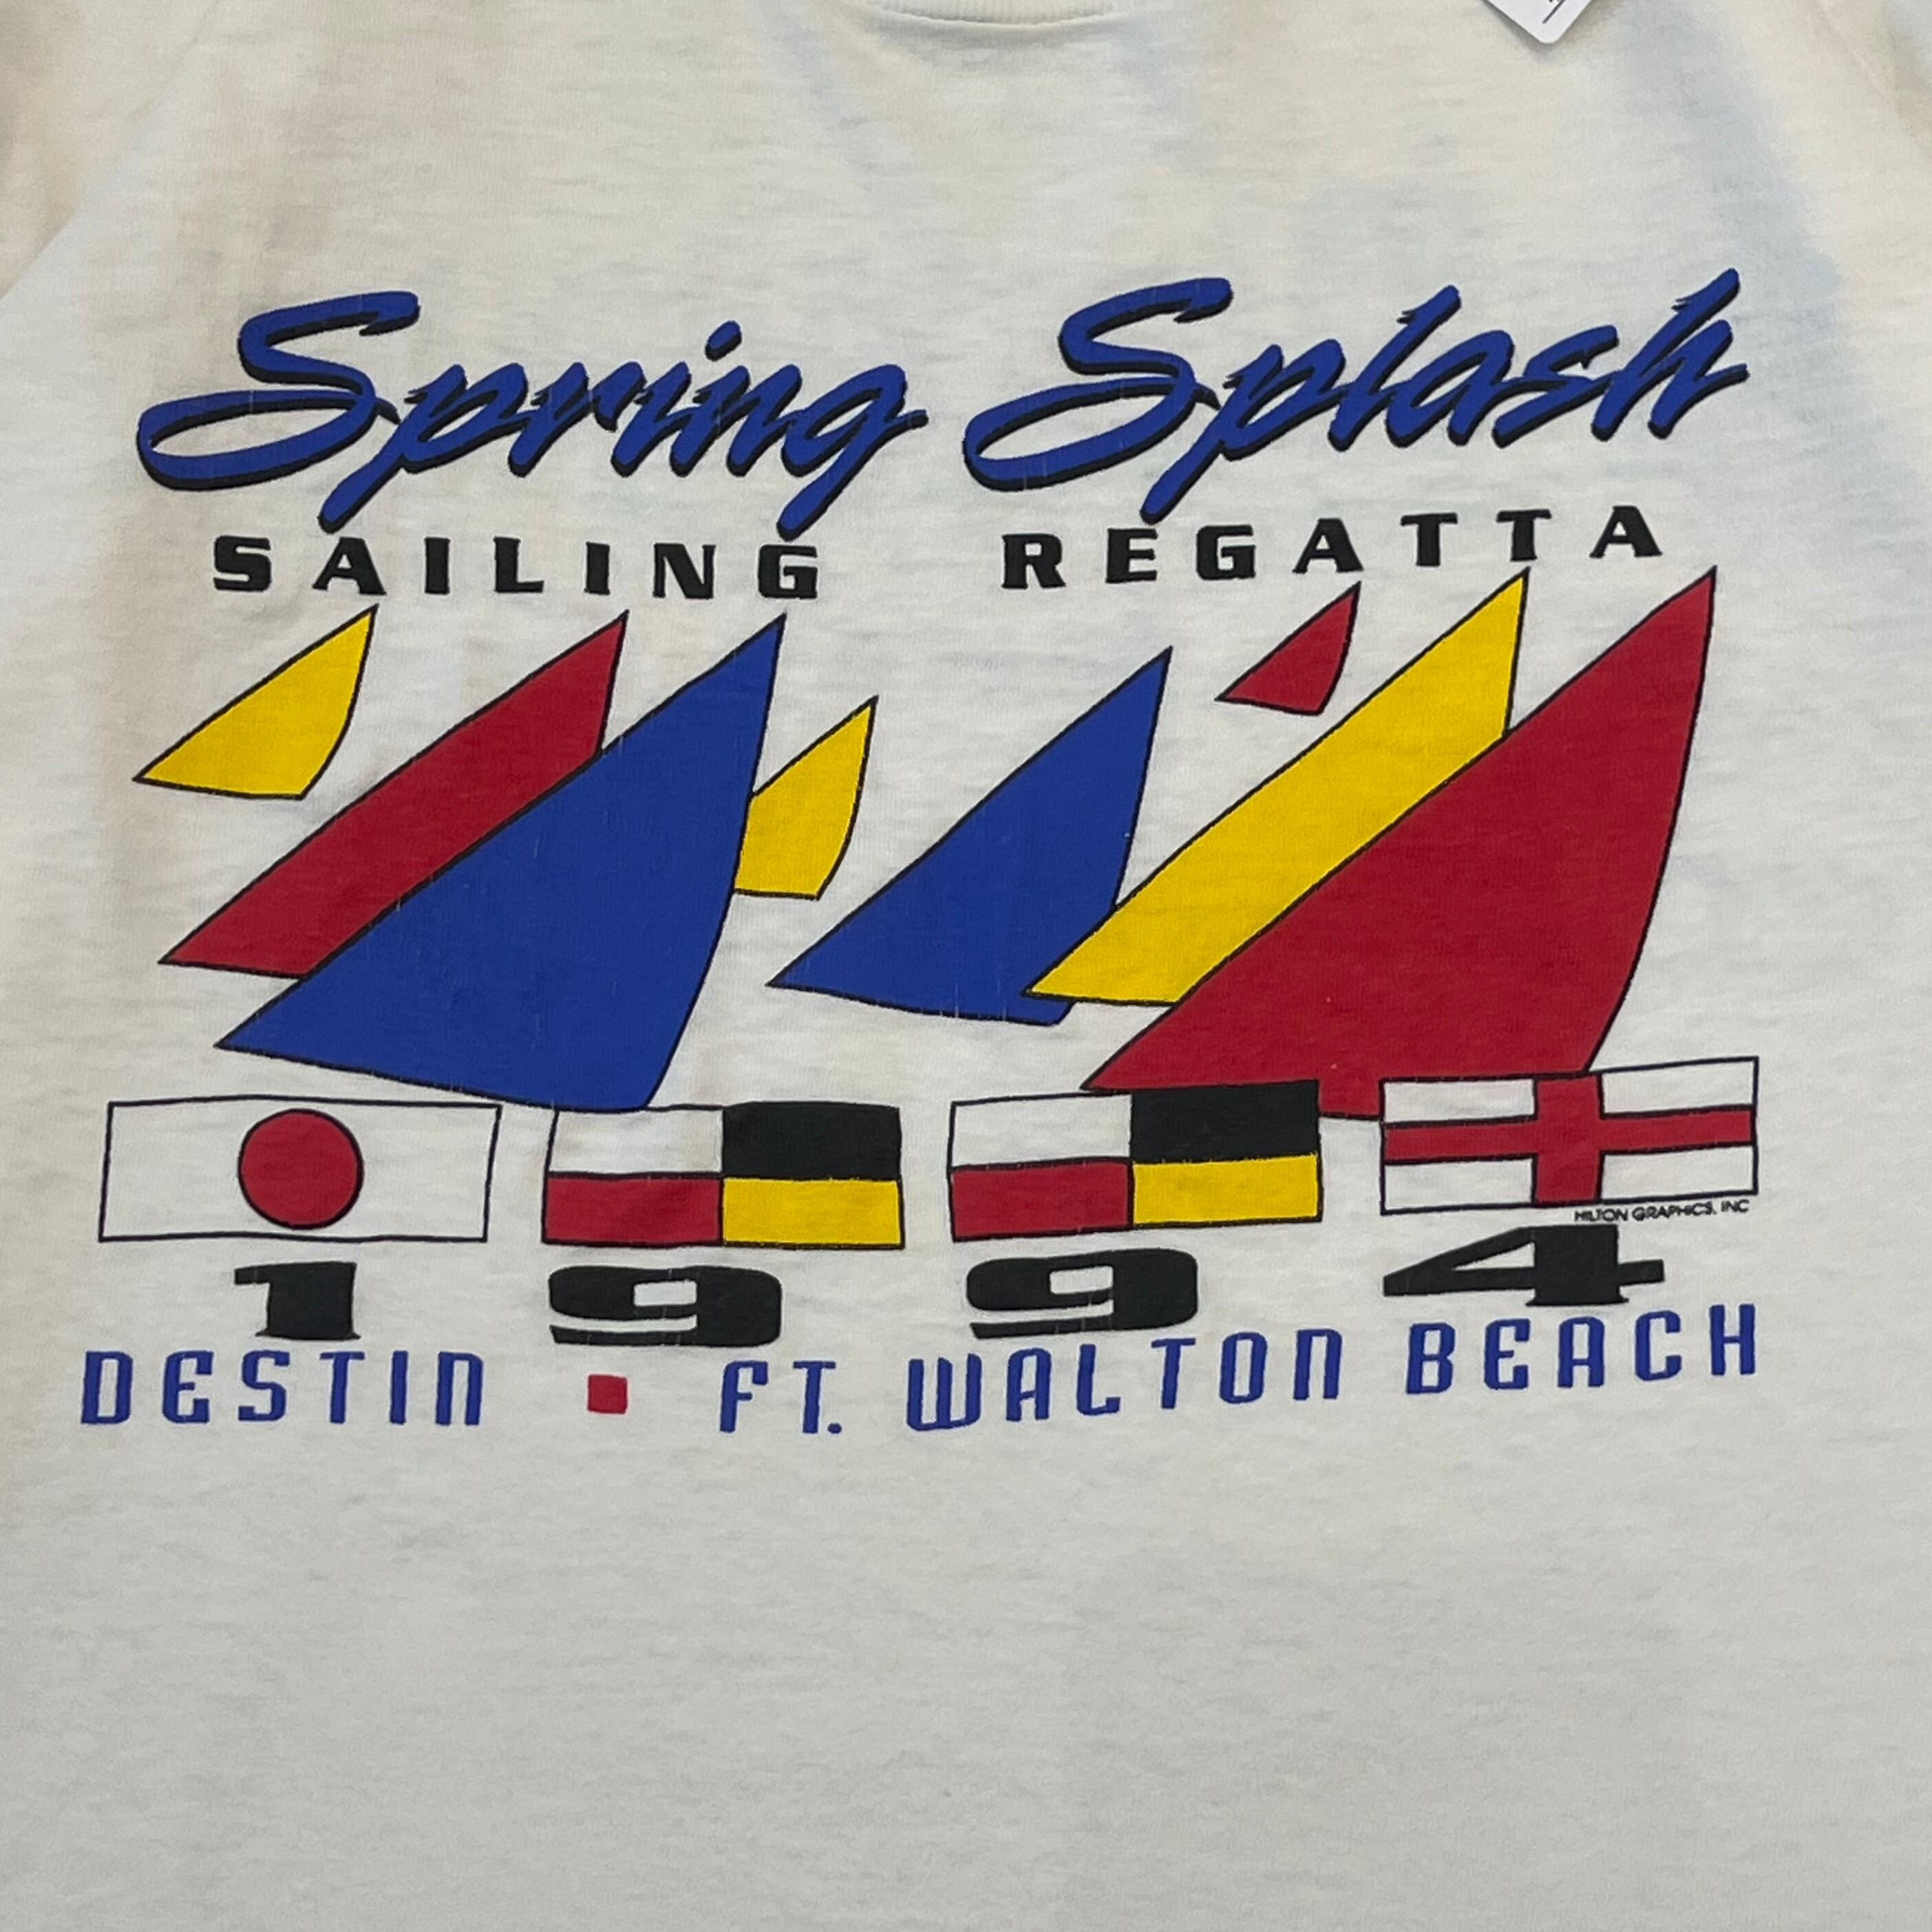 Spring Splash
SAILING REGATTA
HILTON GRAPHICS, INC
1994
DESTIN ▪ FT. WALTON BEACH